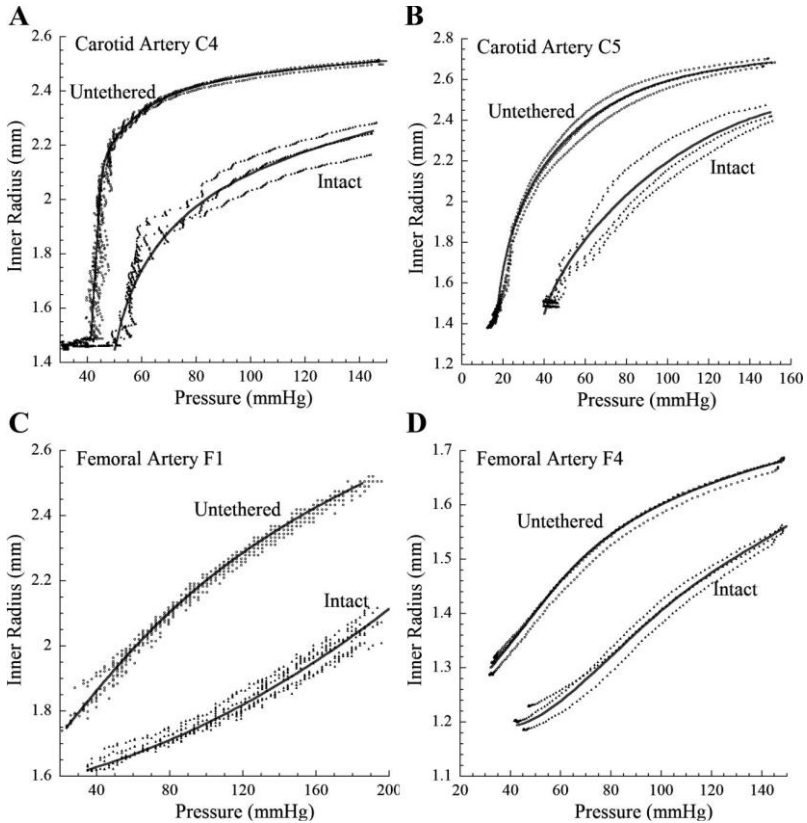 A
Carotid Artery C4
Untethered
Intact
Inner Radius (mm)
2.6
2.4
2.2
2
1.8
1.6
1.4
40 60 80 100 120 140
Pressure (mmHg)
B
Carotid Artery C5
Untethered
Intact
Inner Radius (mm)
2.8
2.6
2.4
2.2
2
1.8
1.6
1.4
1.2
0 20 40 60 80 100 120 140 160
Pressure (mmHg)
C
Femoral Artery F1
Untethered
Intact
Inner Radius (mm)
2.6
2.4
2.2
2
1.8
1.6
40 80 120 160 200
Pressure (mmHg)
D
Femoral Artery F4
Untethered
Intact
Inner Radius (mm)
1.7
1.6
1.5
1.4
1.3
1.2
1.1
20 40 60 80 100 120 140
Pressure (mmHg)